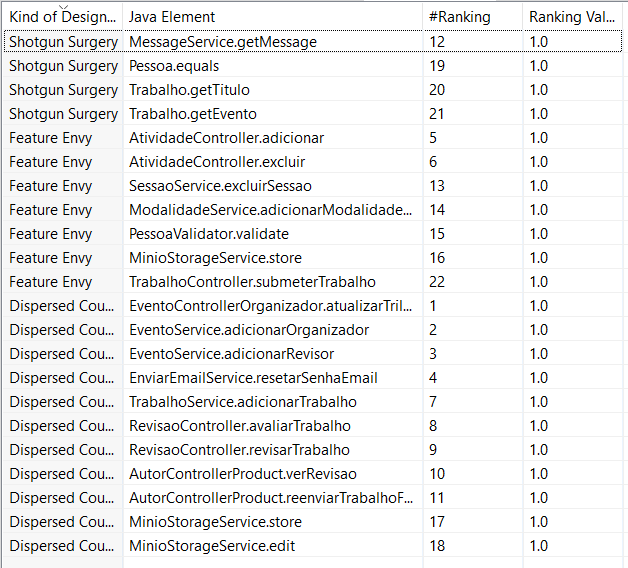 Kind of Design... Java Element #Ranking Ranking Val...
Shotgun Surgery MessageService.getMessage 12 1.0
Shotgun Surgery Pessoa.equals 19 1.0
Shotgun Surgery Trabalho.getTitulo 20 1.0
Shotgun Surgery Trabalho.getEvento 21 1.0
Feature Envy AtividadeController.adicionar 5 1.0
Feature Envy AtividadeController.excluir 6 1.0
Feature Envy SessaoService.excluirSessao 13 1.0
Feature Envy ModalidadeService.adicionarModalidade... 14 1.0
Feature Envy PessoaValidator.validate 15 1.0
Feature Envy MinioStorageService.store 16 1.0
Feature Envy TrabalhoController.submeterTrabalho 22 1.0
Dispersed Cou... EventoControllerOrganizador.atualizarTril... 1 1.0
Dispersed Cou... EventoService.adicionarOrganizador 2 1.0
Dispersed Cou... EventoService.adicionarRevisor 3 1.0
Dispersed Cou... EnviarEmailService.resetarSenhaEmail 4 1.0
Dispersed Cou... TrabalhoService.adicionarTrabalho 7 1.0
Dispersed Cou... RevisaoController.avaliarTrabalho 8 1.0
Dispersed Cou... RevisaoController.revisarTrabalho 9 1.0
Dispersed Cou... AutorControllerProduct.verRevisao 10 1.0
Dispersed Cou... AutorControllerProduct.reenviarTrabalhoF... 11 1.0
Dispersed Cou... MinioStorageService.store 17 1.0
Dispersed Cou... MinioStorageService.edit 18 1.0